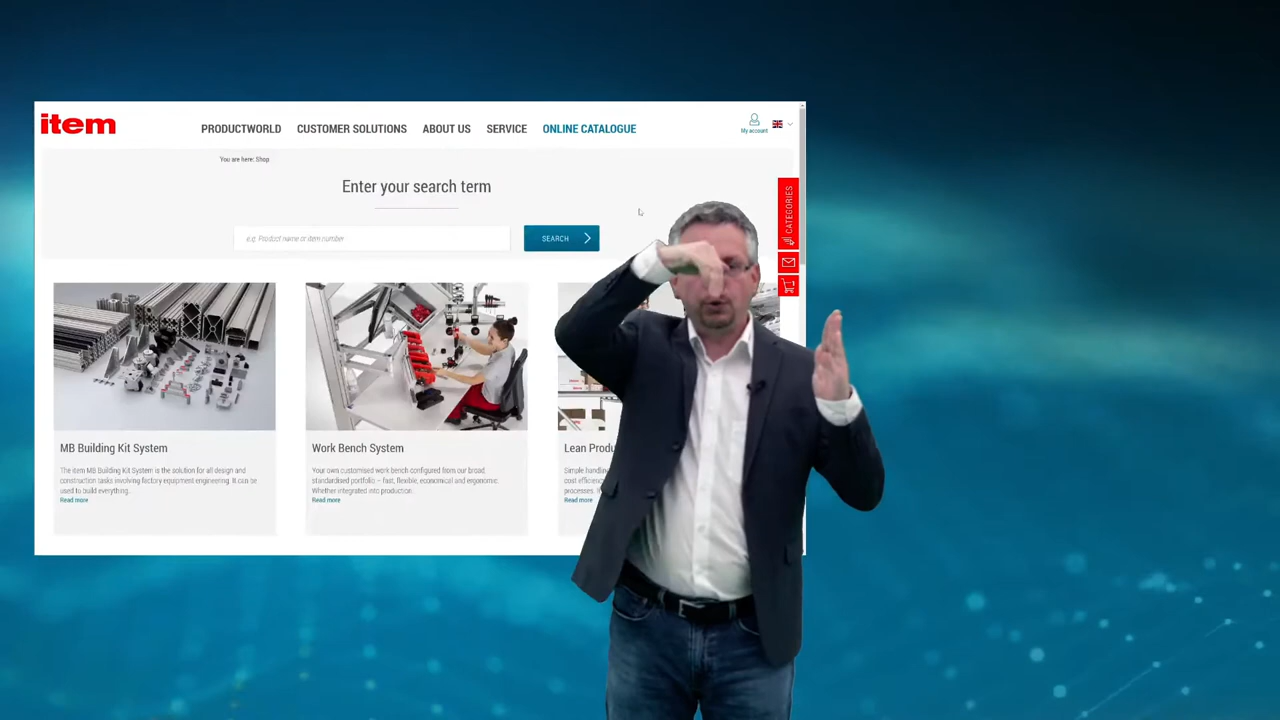 item
PRODUCTWORLD CUSTOMER SOLUTIONS ABOUT US SERVICE ONLINE CATALOGUE
My account
You are here: Shop
Enter your search term
e.g. Product name or item number
SEARCH
CATEGORIES
MB Building Kit System
The item MB Building Kit System is the solution for all design and
construction tasks involving factory equipment engineering. It can be
used to build everything...
Read more
Work Bench System
Your own customised work bench configured from our broad,
standardised portfolio – fast, flexible, economical and ergonomic.
Whether integrated into production...
Read more
Lean Produ
Simple handling
cost efficiency
processes.
Read more